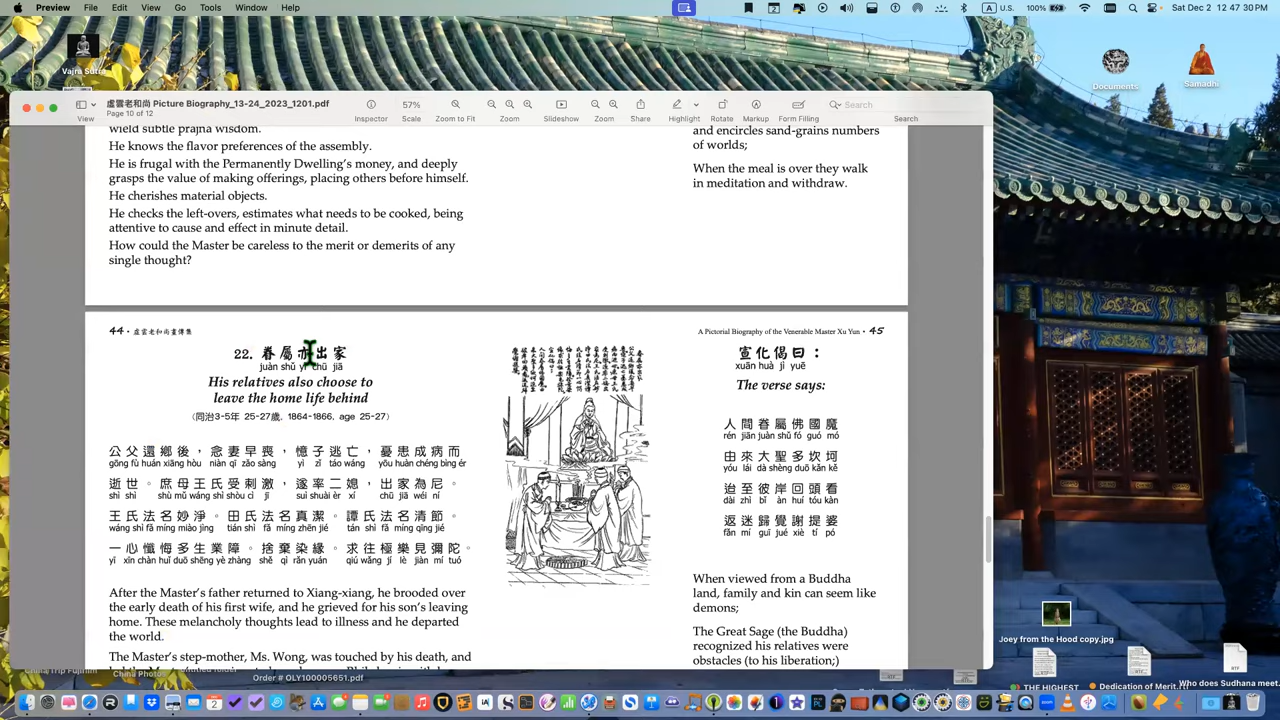 Preview File Edit View Go Tools Window Help
U.S.
Sat Dec 2 12:47:30 PM
Vajra Sutra
Documents
Samadhi
虛雲老和尚 Picture Biography_13-24_2023_1201.pdf
Page 10 of 12
57%
Search
View Inspector Scale Zoom to Fit Zoom Slideshow Zoom Share Highlight Rotate Markup Form Filling Search
wield subtle prajna wisdom.
He knows the flavor preferences of the assembly.
He is frugal with the Permanently Dwelling's money, and deeply
grasps the value of making offerings, placing others before himself.
He cherishes material objects.
He checks the left-overs, estimates what needs to be cooked, being
attentive to cause and effect in minute detail.
How could the Master be careless to the merit or demerits of any
single thought?
and encircles sand-grains numbers
of worlds;
When the meal is over they walk
in meditation and withdraw.
44 • 虛雲老和尚畫傳集
22. 眷屬亦出家
juàn shǔ yì chū jiā
His relatives also choose to
leave the home life behind
(同治3-5年 25-27歲, 1864-1866, age 25-27)
公父還鄉後，念妻早喪，憶子逃亡，憂患成病而
gōng fù huán xiāng hòu niàn qī zǎo sàng yì zǐ táo wáng yōu huàn chéng bìng ér
逝世。庶母王氏受刺激，遂率二媳，出家為尼。
shì shì shù mǔ wáng shì shòu cì jī suì shuài èr xí chū jiā wéi ní
王氏法名妙淨。田氏法名真潔。譚氏法名清節。
wáng shì fǎ míng miào jìng tián shì fǎ míng zhēn jié tán shì fǎ míng qīng jié
一心懺悔多生業障。捨棄染緣。求往極樂見彌陀。
yī xīn chàn huǐ duō shēng yè zhàng shě qì rǎn yuán qiú wǎng jí lè jiàn mí tuó
After the Master's father returned to Xiang-xiang, he brooded over
the early death of his first wife, and he grieved for his son's leaving
home. These melancholy thoughts lead to illness and he departed
the world.
The Master's step-mother, Ms. Wong, was touched by his death, and
A Pictorial Biography of the Venerable Master Xu Yun • 45
宣化偈曰：
xuān huà jì yuē
The verse says:
人間眷屬佛國魔
rén jiān juàn shǔ fó guó mó
由來大聖多坎坷
yóu lái dà shèng duō kǎn kě
迨至彼岸回頭看
dài zhì bǐ àn huí tóu kàn
返迷歸覺謝提婆
fǎn mí guī jué xiè tí pó
When viewed from a Buddha
land, family and kin can seem like
demons;
The Great Sage (the Buddha)
recognized his relatives were
obstacles (to his liberation;)
Joey from the Hood copy.jpg
China Photos
Order # OLY100005651.pdf
THE HIGHEST
Dedication of Merit.
Who does Sudhana meet.